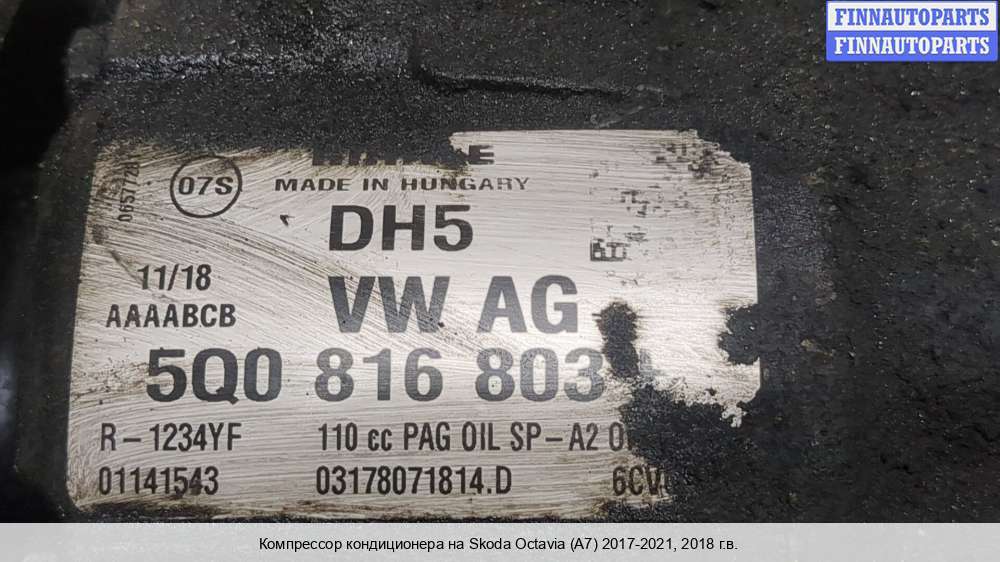 FINNAUTOPARTS
FINNAUTOPARTS
07S
MADE IN HUNGARY
DH5
11/18
VW AG
AAAABCB
5Q0 816 803
R-1234YF 110 cc PAG OIL SP-A2
01141543 03178071814.D
Компрессор кондиционера на Skoda Octavia (A7) 2017-2021, 2018 г.в.